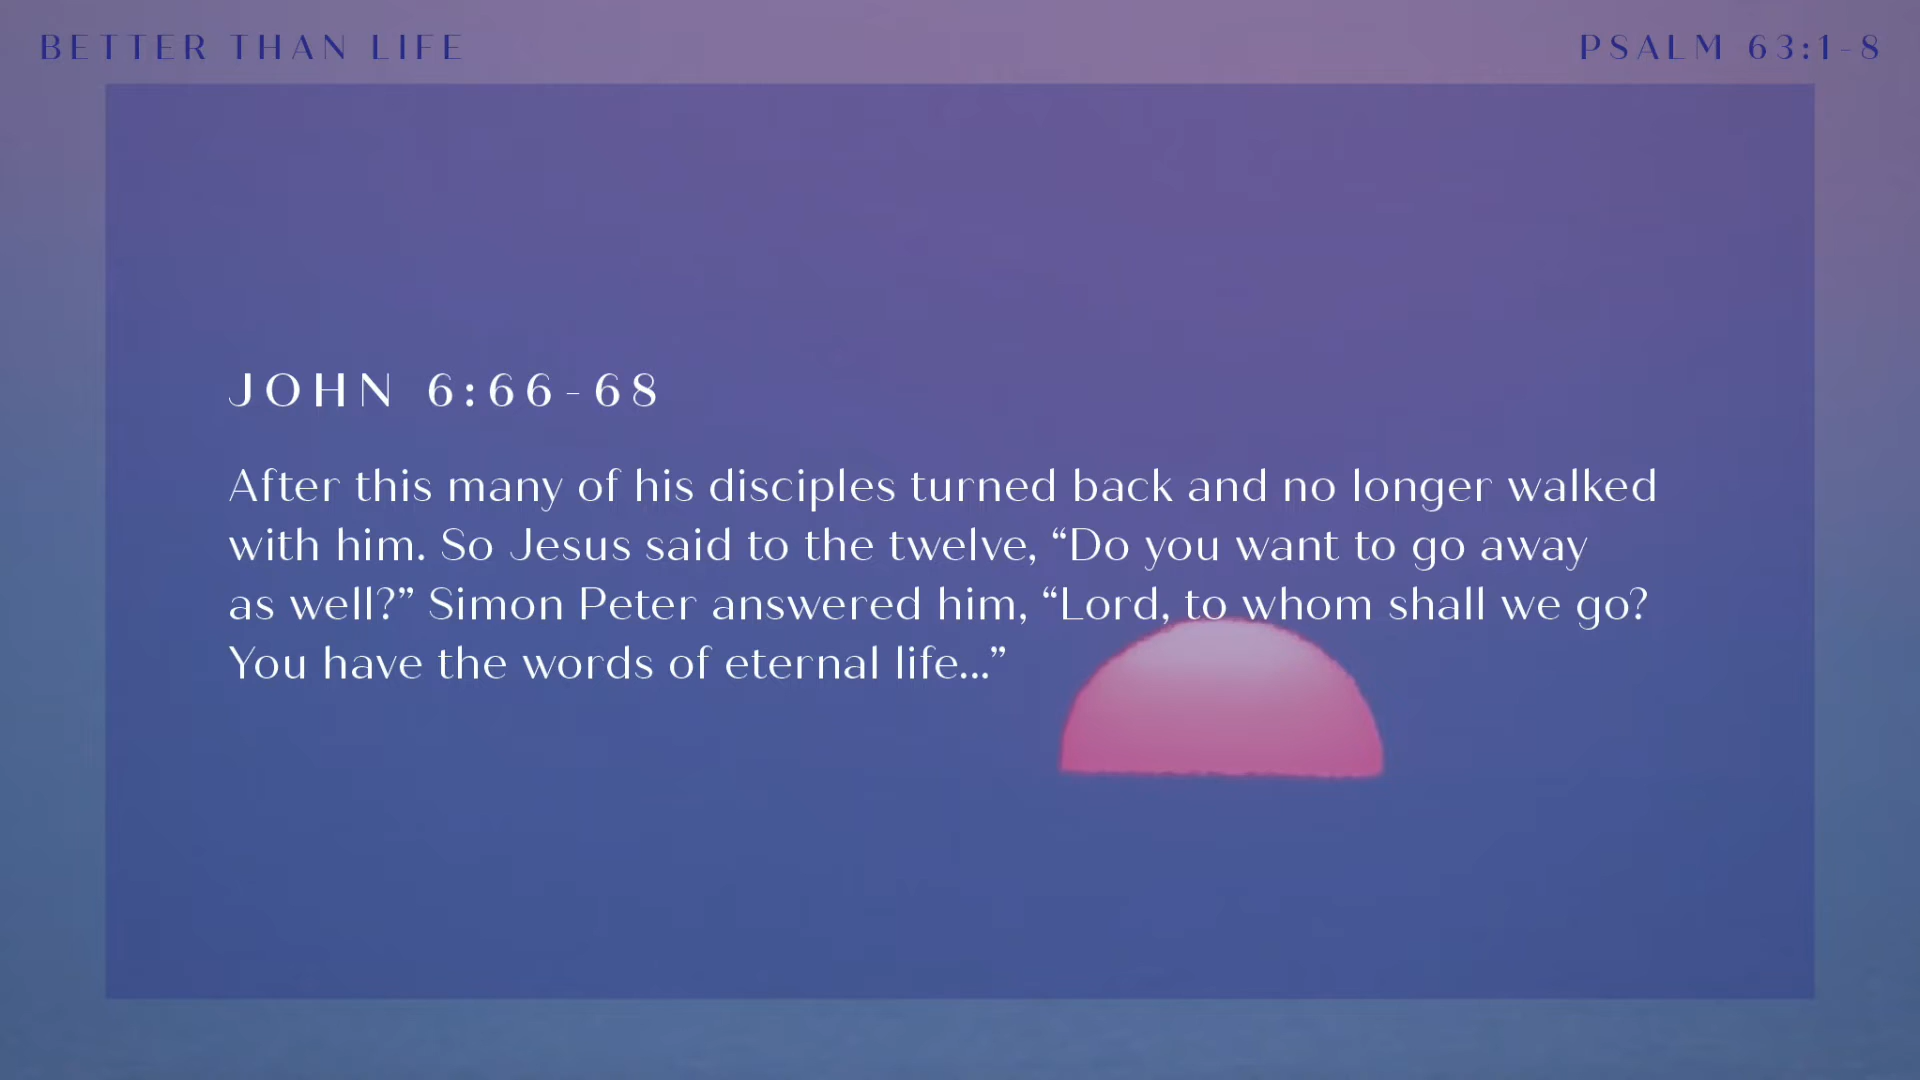 BETTER THAN LIFE
PSALM 63:1-8
JOHN 6:66-68
After this many of his disciples turned back and no longer walked
with him. So Jesus said to the twelve, “Do you want to go away
as well?” Simon Peter answered him, “Lord, to whom shall we go?
You have the words of eternal life...”